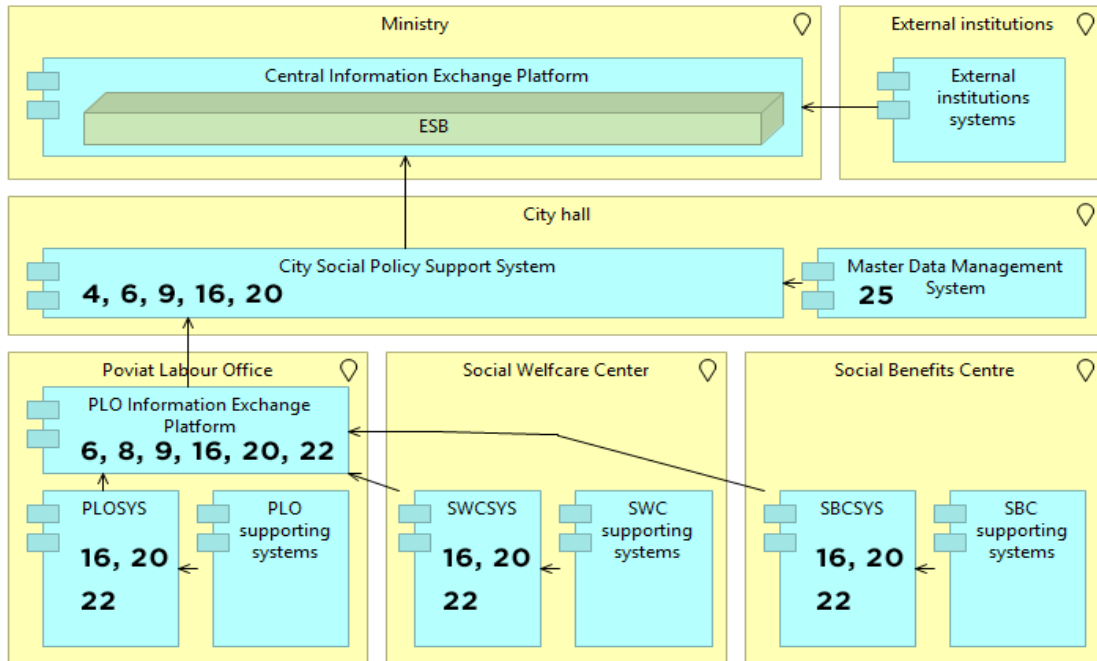 Ministry
External institutions
Central Information Exchange Platform
ESB
External
institutions
systems
City hall
City Social Policy Support System
4, 6, 9, 16, 20
Master Data Management
System
25
Poviat Labour Office
Social Welfcare Center
Social Benefits Centre
PLO Information Exchange
Platform
6, 8, 9, 16, 20, 22
PLOSYS
16, 20
22
PLO
supporting
systems
SWCSYS
16, 20
22
SWC
supporting
systems
SBCSYS
16, 20
22
SBC
supporting
systems